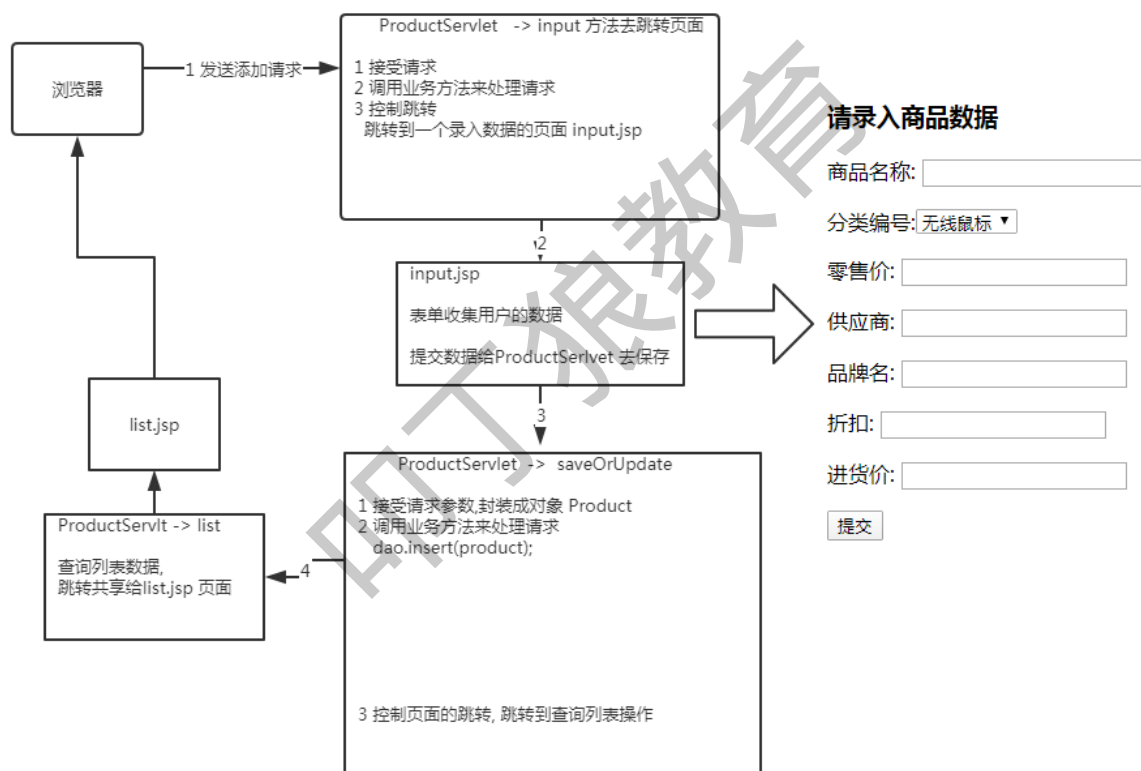 ProductServlet -> input 方法去跳转页面
浏览器
1 发送添加请求
1 接受请求
2 调用业务方法来处理请求
3 控制跳转
跳转到一个录入数据的页面 input.jsp
2
input.jsp
表单收集用户的数据
提交数据给ProductSerlvet 去保存
3
ProductServlet -> saveOrUpdate
1 接受请求参数,封装成对象 Product
2 调用业务方法来处理请求
dao.insert(product);
3 控制页面的跳转, 跳转到查询列表操作
4
ProductServlt -> list
查询列表数据,
跳转共享给list.jsp 页面
list.jsp
请录入商品数据
商品名称:
分类编号: 无线鼠标
零售价:
供应商:
品牌名:
折扣:
进货价:
提交
叩丁狼教育